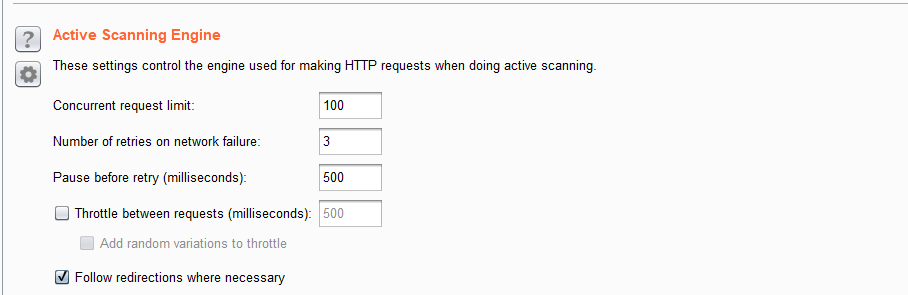 ?
Active Scanning Engine
These settings control the engine used for making HTTP requests when doing active scanning.
Concurrent request limit: 100
Number of retries on network failure: 3
Pause before retry (milliseconds): 500
Throttle between requests (milliseconds): 500
Add random variations to throttle
Follow redirections where necessary